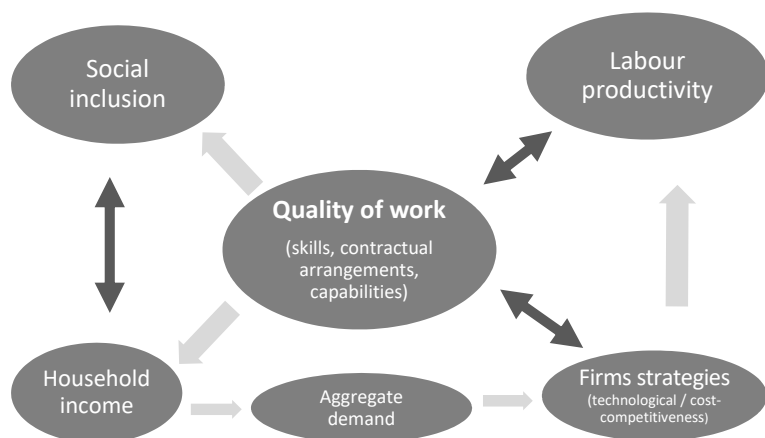 Social
inclusion
Labour
productivity
Quality of work
(skills, contractual
arrangements,
capabilities)
Household
income
Aggregate
demand
Firms strategies
(technological / cost-
competitiveness)